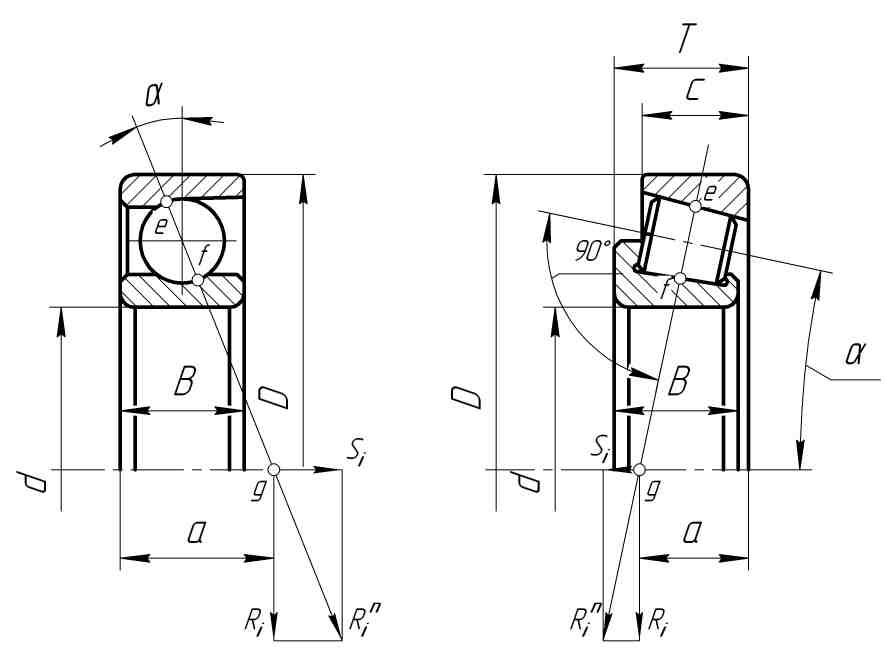 T
C
α
e
e
f
90°
f
B
D
D
B
α
d
S_i
g
d
S_i
g
a
a
R_i
R_i^n
R_i^n
R_i